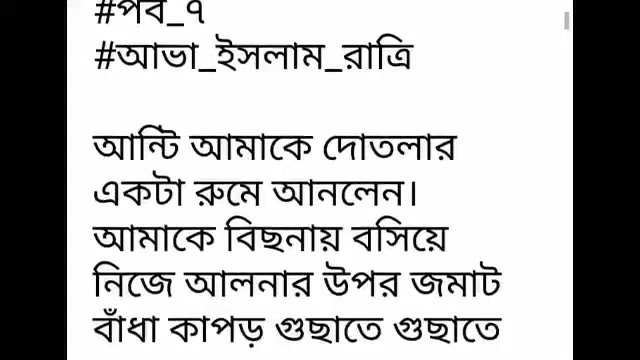 #পর্ব_৭
#আভা_ইসলাম_রাত্রি
আন্টি আমাকে দোতলার
একটা রুমে আনলেন।
আমাকে বিছনায় বসিয়ে
নিজে আলনার উপর জমাট
বাঁধা কাপড় গুছাতে গুছাতে